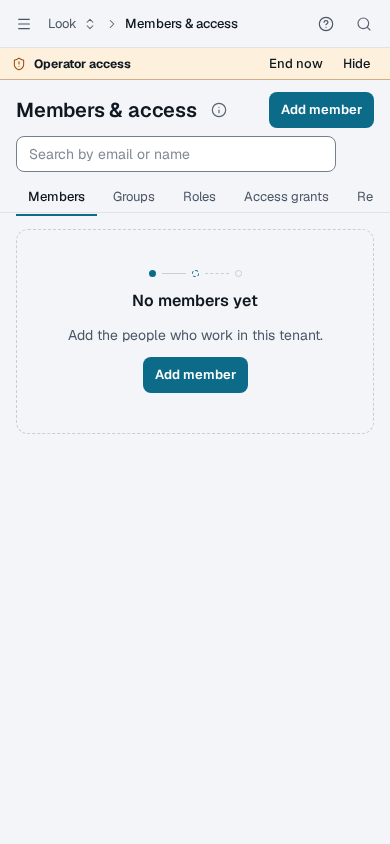 Look Members & access
Operator access End now Hide
Members & access Add member
Search by email or name
Members Groups Roles Access grants Re
No members yet
Add the people who work in this tenant.
Add member